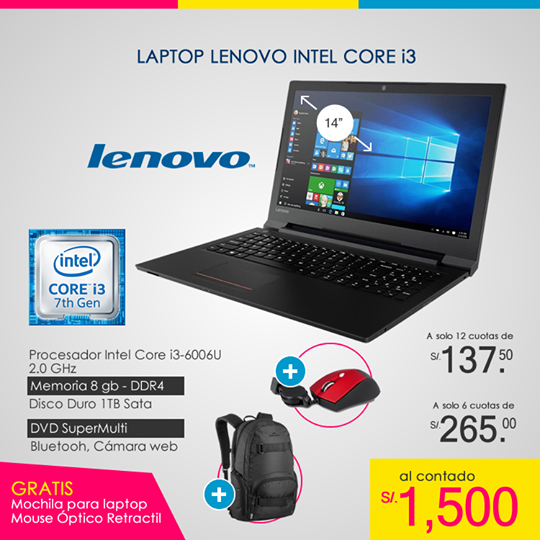 LAPTOP LENOVO INTEL CORE i3
14"
lenovo™
Lenovo
intel
CORE i3
7th Gen
Procesador Intel Core i3-6006U
2.0 GHz
Memoria 8 gb - DDR4
Disco Duro 1TB Sata
DVD SuperMulti
Bluetooh, Cámara web
A solo 12 cuotas de
S/. 137.50
A solo 6 cuotas de
S/. 265.00
GRATIS
Mochila para laptop
Mouse Óptico Retractil
al contado
S/. 1,500